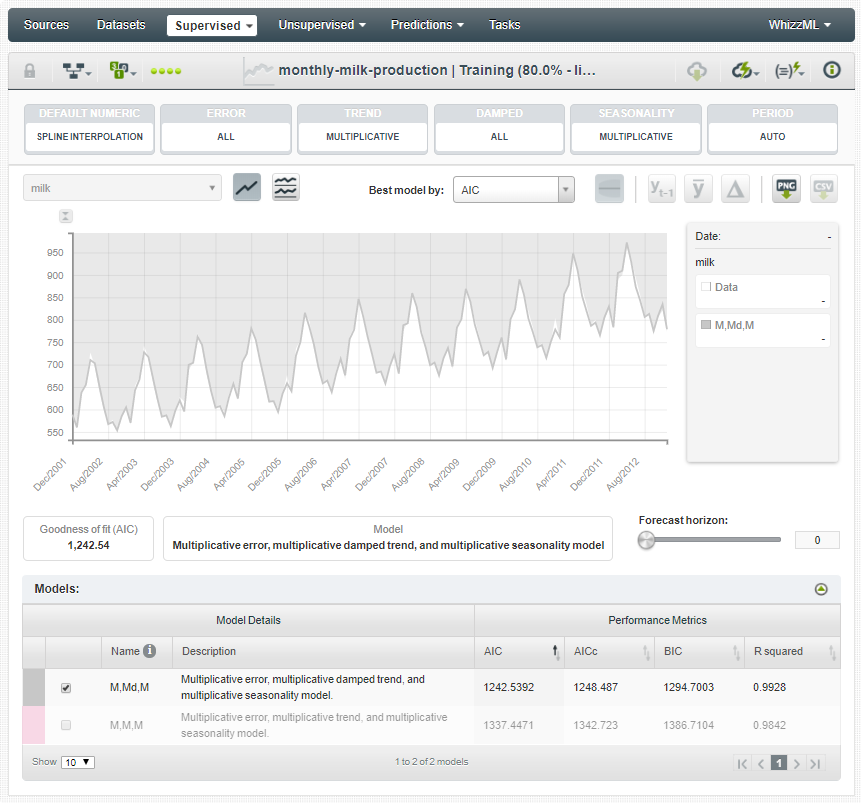 Sources Datasets Supervised Unsupervised Predictions Tasks WhizzML
monthly-milk-production | Training (80.0% - li...
DEFAULT NUMERIC ERROR TREND DAMPED SEASONALITY PERIOD
SPLINE INTERPOLATION ALL MULTIPLICATIVE ALL MULTIPLICATIVE AUTO
milk Best model by: AIC yt-1 y Δ PNG CSV
Date: -
milk
Data
-
M,Md,M
-
950
900
850
800
750
700
650
600
550
Dec/2001 Aug/2002 Apr/2003 Dec/2003 Aug/2004 Apr/2005 Dec/2005 Aug/2006 Apr/2007 Dec/2007 Aug/2008 Apr/2009 Dec/2009 Aug/2010 Apr/2011 Dec/2011 Aug/2012
Goodness of fit (AIC)
1,242.54
Model
Multiplicative error, multiplicative damped trend, and multiplicative seasonality model
Forecast horizon:
0
Models:
Model Details Performance Metrics
Name i Description AIC AICc BIC R squared
M,Md,M Multiplicative error, multiplicative damped trend, and
multiplicative seasonality model. 1242.5392 1248.487 1294.7003 0.9928
M,M,M Multiplicative error, multiplicative trend, and multiplicative
seasonality model. 1337.4471 1342.723 1386.7104 0.9842
Show 10 1 to 2 of 2 models 1